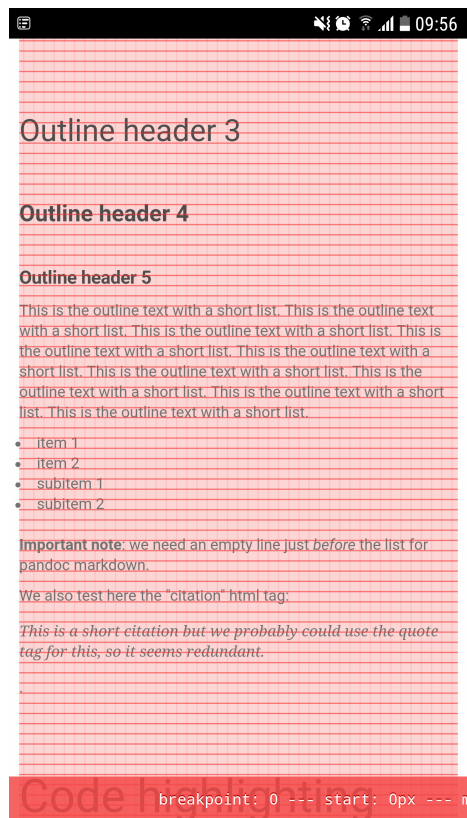 09:56
Outline header 3
Outline header 4
Outline header 5
This is the outline text with a short list. This is the outline text
with a short list. This is the outline text with a short list. This is
the outline text with a short list. This is the outline text with a
short list. This is the outline text with a short list. This is the
outline text with a short list. This is the outline text with a short
list. This is the outline text with a short list.
• item 1
• item 2
• subitem 1
• subitem 2
Important note: we need an empty line just before the list for
pandoc markdown.
We also test here the "citation" html tag:
This is a short citation but we probably could use the quote
tag for this, so it seems redundant.
.
Code highlighting
breakpoint: 0 --- start: 0px --- m